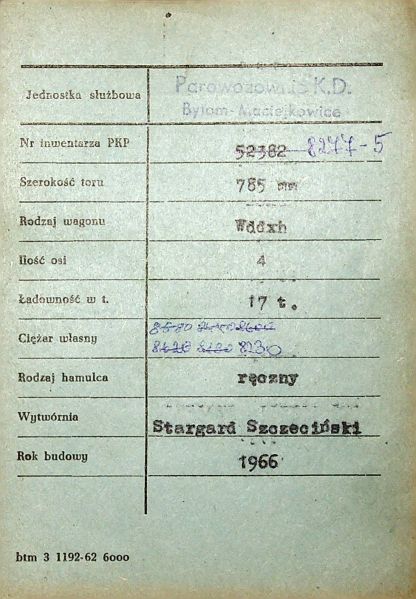 Jednostka służbowa Parowozownia Ś.K.D.
Bytom-Maciejkowice
Nr inwentarza PKP 52382 8277-5
Szerokość toru 785 mm
Rodzaj wagonu Wddxh
Ilość osi 4
Ładowność w t. 17 t.
Ciężar własny
8230
Rodzaj hamulca ręczny
Wytwórnia Stargard Szczeciński
Rok budowy 1966
btm 3 1192-62 6000